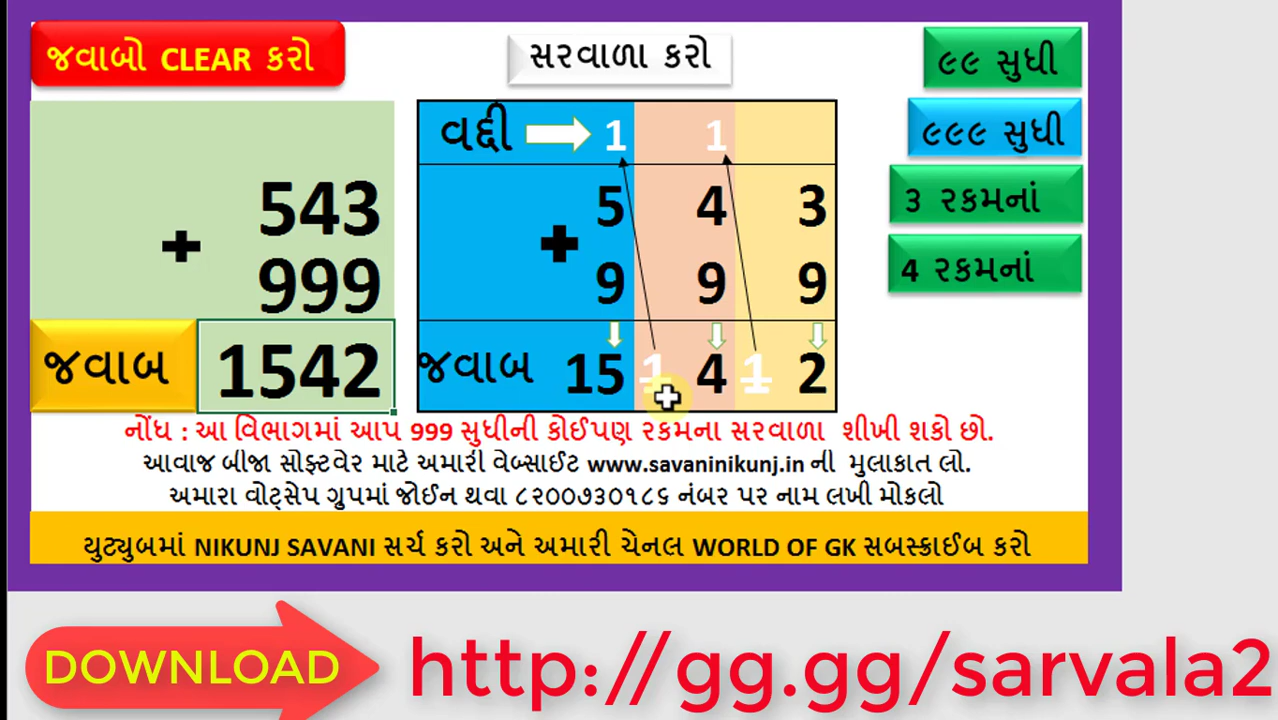 જવાબો CLEAR કરો
સરવાળા કરો
૯૯ સુધી
૯૯૯ સુધી
૩ રકમનાં
4 રકમનાં
543
+
999
જવાબ 1542
વદ્દી 1 1
5 4 3
+
9 9 9
જવાબ 15 1 4 1 2
નોંધ : આ વિભાગમાં આપ 999 સુધીની કોઈપણ રકમના સરવાળા શીખી શકો છો.
આવાજ બીજા સોફ્ટવેર માટે અમારી વેબ્સાઈટ www.savaninikunj.in ની મુલાકાત લો.
અમારા વોટ્સેપ ગ્રુપમાં જોઈન થવા ૮૨૦૦૭૩૦૧૮૬ નંબર પર નામ લખી મોકલો
યુટ્યુબમાં NIKUNJ SAVANI સર્ચ કરો અને અમારી ચેનલ WORLD OF GK સબસ્ક્રાઈબ કરો
DOWNLOAD http://gg.gg/sarvala2